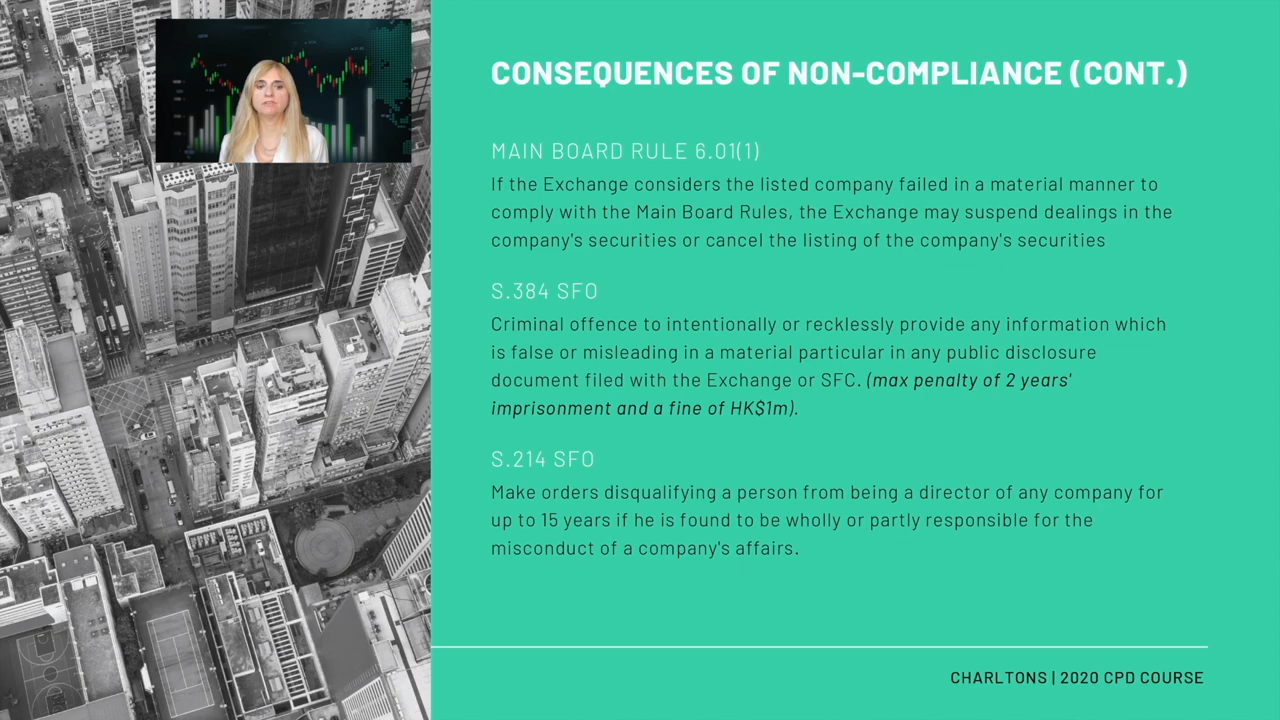 CONSEQUENCES OF NON-COMPLIANCE (CONT.)
MAIN BOARD RULE 6.01(1)
If the Exchange considers the listed company failed in a material manner to
comply with the Main Board Rules, the Exchange may suspend dealings in the
company's securities or cancel the listing of the company's securities
S.384 SFO
Criminal offence to intentionally or recklessly provide any information which
is false or misleading in a material particular in any public disclosure
document filed with the Exchange or SFC. (max penalty of 2 years'
imprisonment and a fine of HK$1m).
S.214 SFO
Make orders disqualifying a person from being a director of any company for
up to 15 years if he is found to be wholly or partly responsible for the
misconduct of a company's affairs.
CHARLTONS | 2020 CPD COURSE